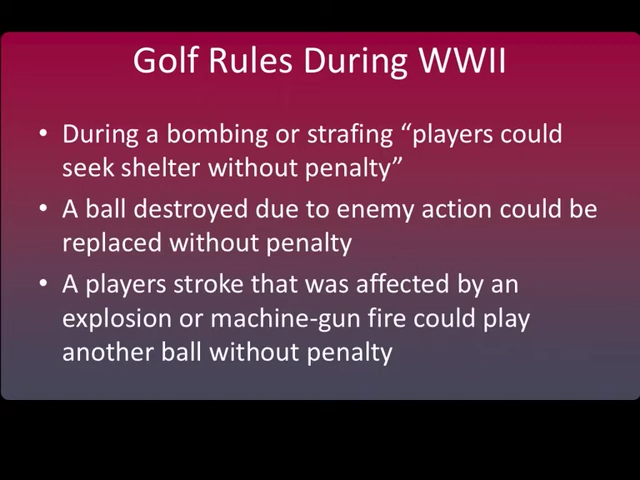 Golf Rules During WWII
• During a bombing or strafing “players could
seek shelter without penalty”
• A ball destroyed due to enemy action could be
replaced without penalty
• A players stroke that was affected by an
explosion or machine-gun fire could play
another ball without penalty